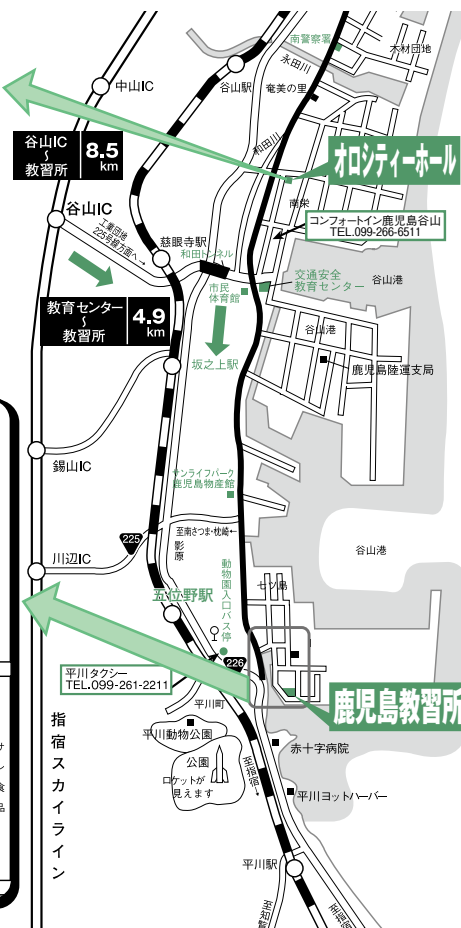 南警察署
木材団地
永田川
中山IC
谷山駅
奄美の里
和田川
谷山IC
～
教習所
8.5
km
オロシティーホール
南栄
谷山IC
コンフォートイン鹿児島谷山
TEL.099-266-6511
工業団地
225号線方面へ→
慈眼寺駅
和田トンネル
交通安全
教育センター
谷山港
市民
体育館
教育センター
～
教習所
4.9
km
谷山港
坂之上駅
鹿児島陸運支局
錫山IC
サンライフパーク
鹿児島物産館
至南さつま・枕崎←
225
影原
谷山港
川辺IC
動物園入口バス停
七ツ島
五位野駅
226
平川タクシー
TEL.099-261-2211
鹿児島教習所
平川町
指宿スカイライン
平川動物公園
赤十字病院
公園
ロケットが
見えます
至指宿→
平川ヨットハーバー
平川駅
至知覧
至指宿
サ
し
食
品